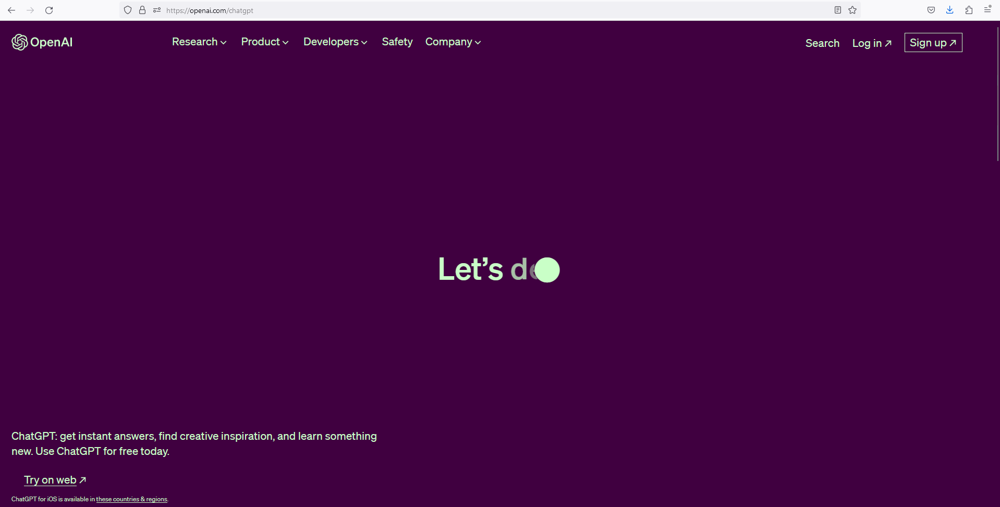 https://openai.com/chatgpt
OpenAI
Research
Product
Developers
Safety
Company
Search
Log in
Sign up
Let’s de
ChatGPT: get instant answers, find creative inspiration, and learn something
new. Use ChatGPT for free today.
Try on web
ChatGPT for iOS is available in these countries & regions.